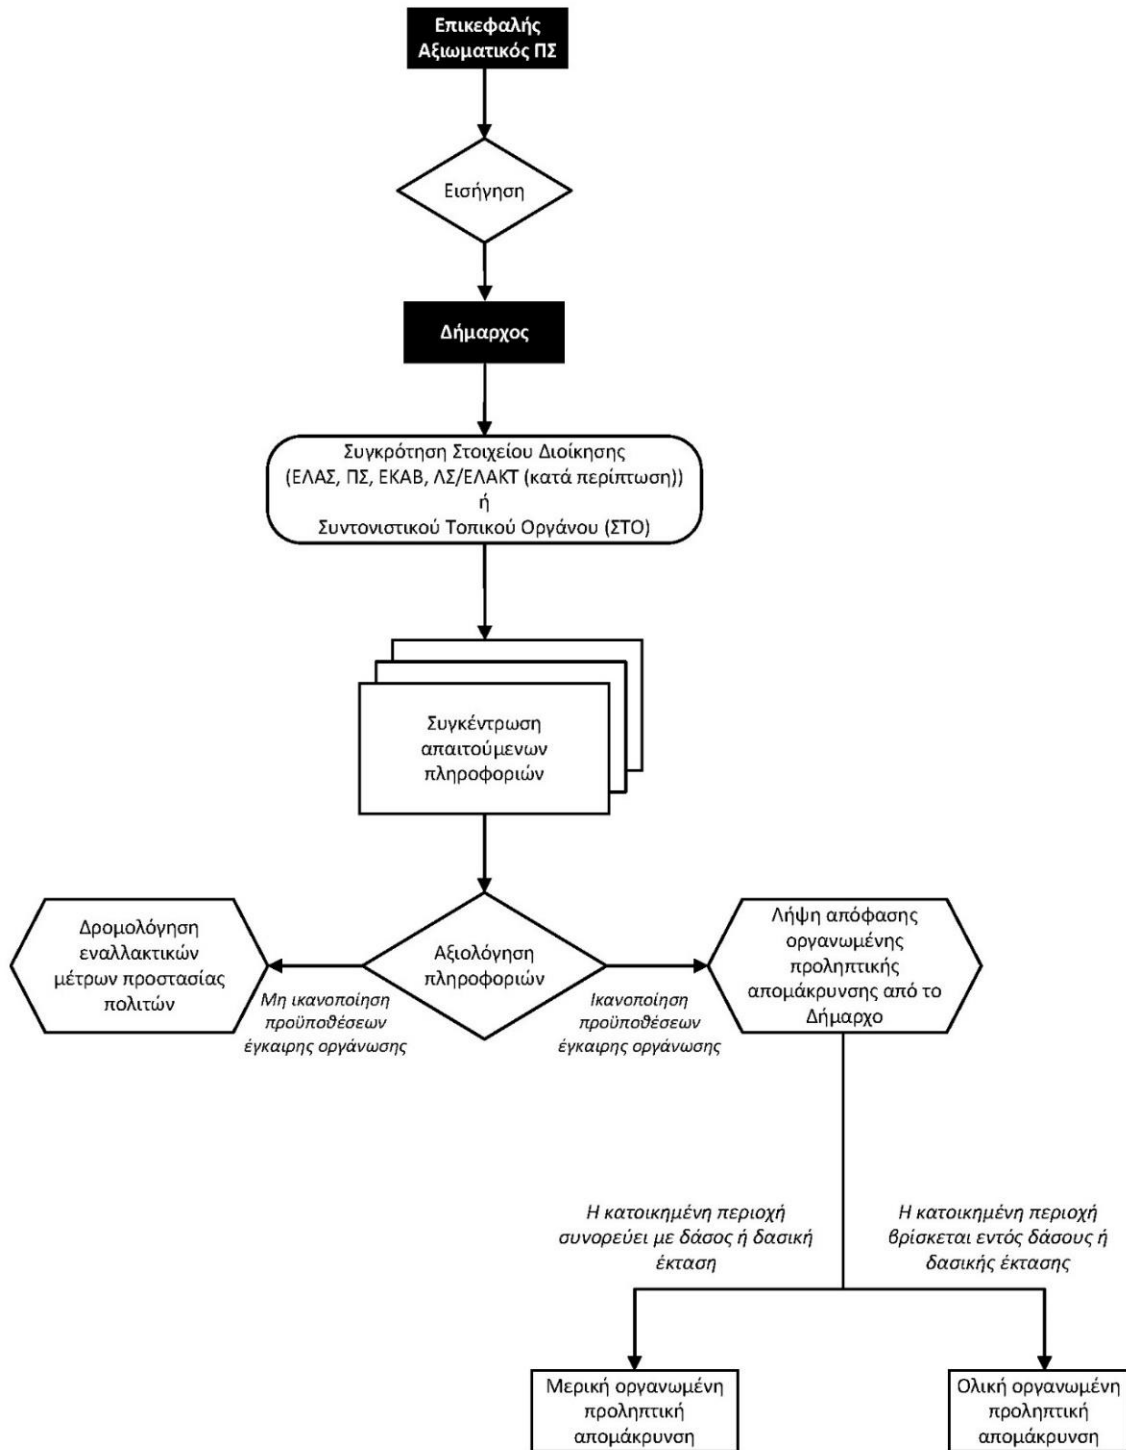 Επικεφαλής
Αξιωματικός ΠΣ
Εισήγηση
Δήμαρχος
Συγκρότηση Στοιχείου Διοίκησης
(ΕΛΑΣ, ΠΣ, ΕΚΑΒ, ΛΣ/ΕΛΑΚΤ (κατά περίπτωση))
ή
Συντονιστικού Τοπικού Οργάνου (ΣΤΟ)
Συγκέντρωση
απαιτούμενων
πληροφοριών
Δρομολόγηση
εναλλακτικών
μέτρων προστασίας
πολιτών
Μη ικανοποίηση
προϋποθέσεων
έγκαιρης οργάνωσης
Αξιολόγηση
πληροφοριών
Ικανοποίηση
προϋποθέσεων
έγκαιρης οργάνωσης
Λήψη απόφασης
οργανωμένης
προληπτικής
απομάκρυνσης από το
Δήμαρχο
Η κατοικημένη περιοχή
συνορεύει με δάσος ή δασική
έκταση
Η κατοικημένη περιοχή
βρίσκεται εντός δάσους ή
δασικής έκτασης
Μερική οργανωμένη
προληπτική
απομάκρυνση
Ολική οργανωμένη
προληπτική
απομάκρυνση